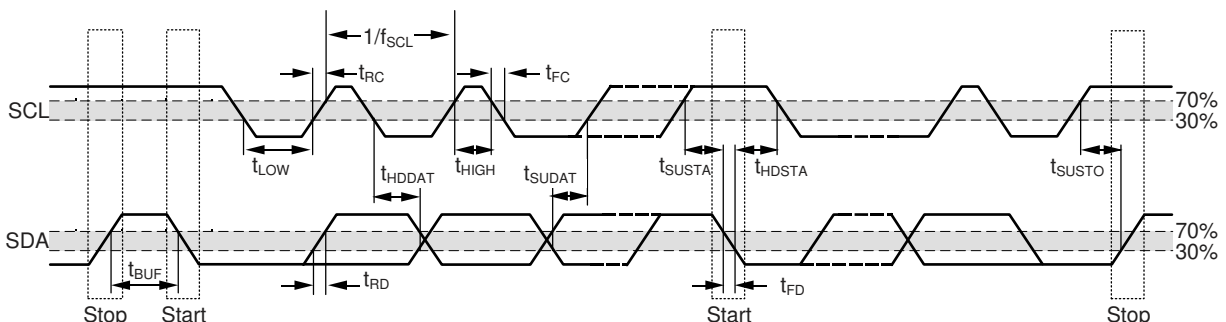 1/fSCL
tRC
tFC
SCL
70%
30%
tLOW
tHDDAT
tHIGH
tSUDAT
tSUSTA
tHDSTA
tSUSTO
SDA
70%
30%
tBUF
tRD
tFD
Stop
Start
Start
Stop